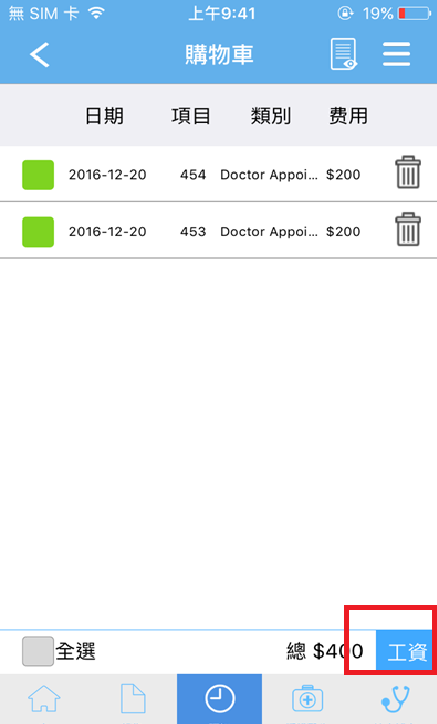 無 SIM 卡 上午9:41 19%
購物車
日期 項目 類別 费用
2016-12-20 454 Doctor Appoi... $200
2016-12-20 453 Doctor Appoi... $200
全選 總 $400 工資